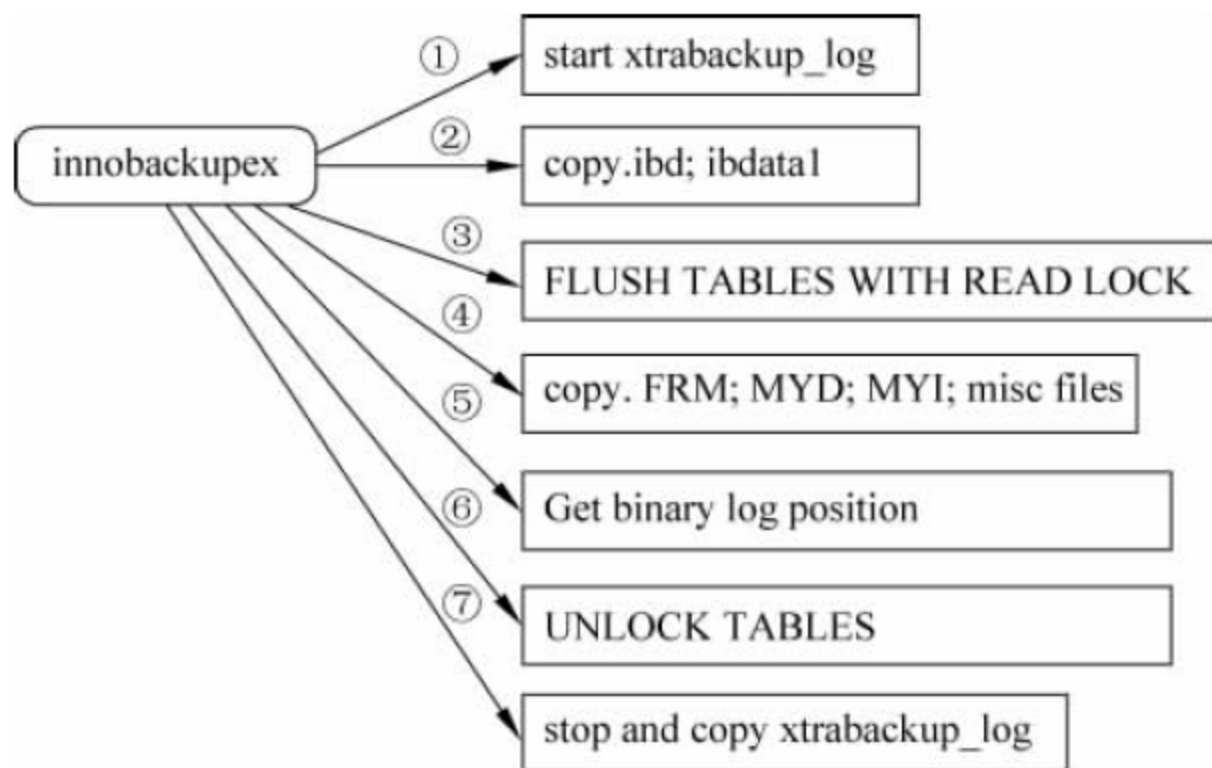 ① start xtrabackup_log
innobackupex ② copy.ibd; ibdata1
③ FLUSH TABLES WITH READ LOCK
④ copy. FRM; MYD; MYI; misc files
⑤ Get binary log position
⑥ UNLOCK TABLES
⑦ stop and copy xtrabackup_log